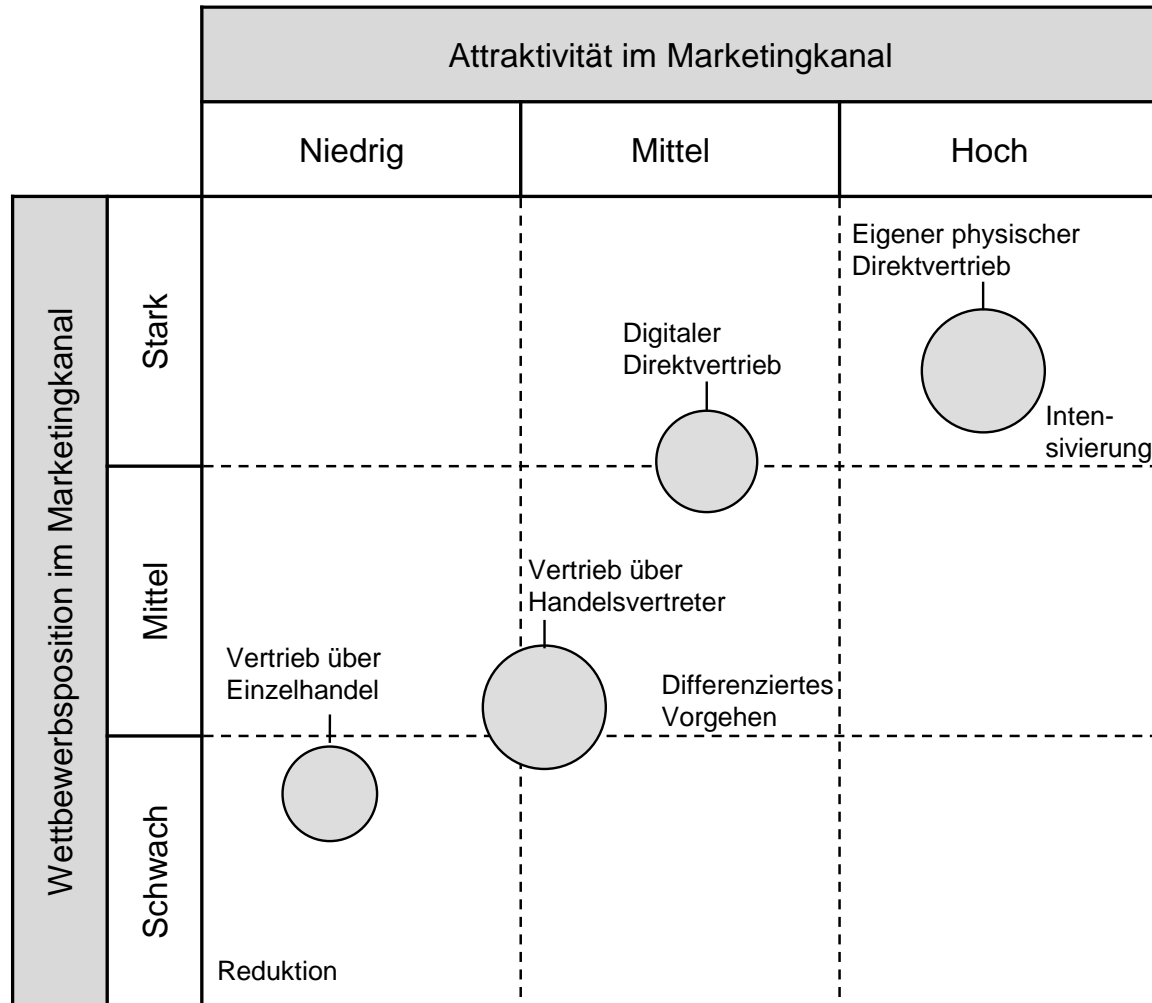 Attraktivität im Marketingkanal
Niedrig
Mittel
Hoch
Wettbewerbsposition im Marketingkanal
Stark
Mittel
Schwach
Eigener physischer
Direktvertrieb
Digitaler
Direktvertrieb
Inten-
sivierung
Vertrieb über
Handelsvertreter
Vertrieb über
Einzelhandel
Differenziertes
Vorgehen
Reduktion